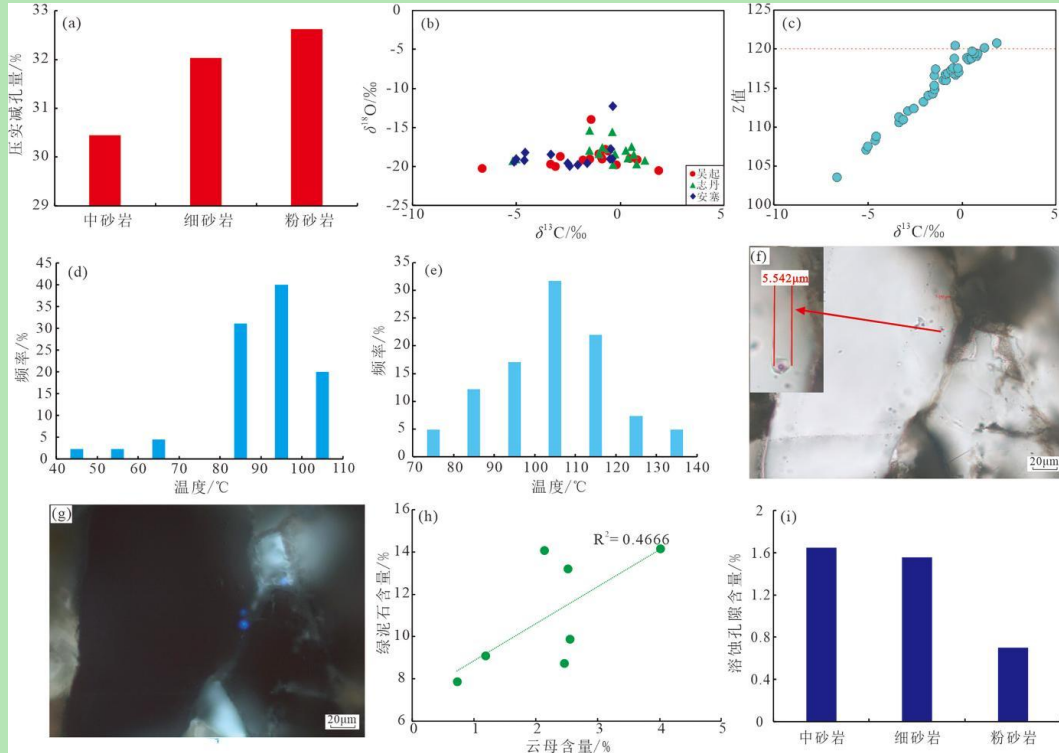 (a)
压实减孔量/%
33
32
31
30
29
中砂岩
细砂岩
粉砂岩
(b)
δ¹⁸O/‰
0
-5
-10
-15
-20
-25
-10
-5
0
5
δ¹³C/‰
吴起
志丹
安塞
(c)
Z值
125
120
115
110
105
100
-10
-5
0
5
δ¹³C/‰
(d)
频率/%
45
40
35
30
25
20
15
10
5
0
40
50
60
70
80
90
100
110
温度/℃
(e)
频率/%
35
30
25
20
15
10
5
0
70
80
90
100
110
120
130
140
温度/℃
(f)
5.542μm
20μm
(g)
20μm
(h)
绿泥石含量/%
16
14
12
10
8
6
0
1
2
3
4
5
云母含量/%
R²= 0.4666
(i)
溶蚀孔隙含量/%
2
1.6
1.2
0.8
0.4
0
中砂岩
细砂岩
粉砂岩